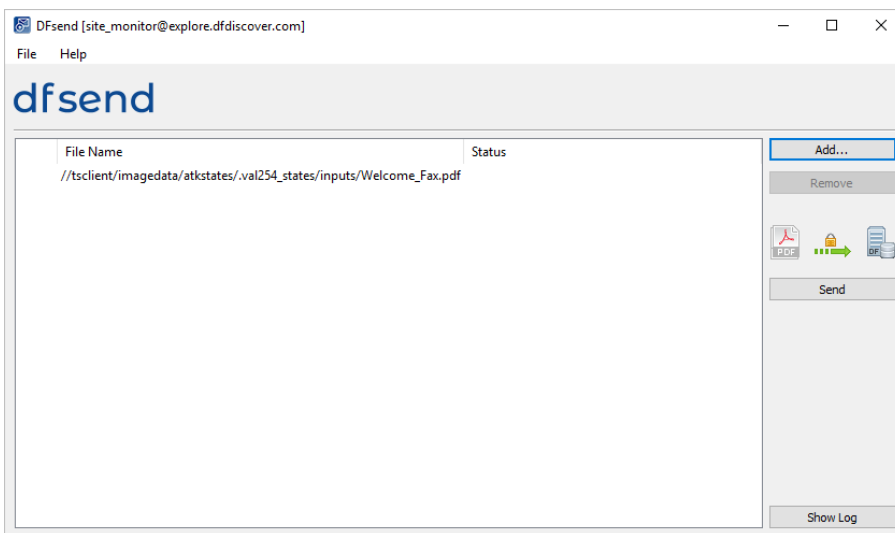 DFsend [site_monitor@explore.dfdiscover.com]
File Help
dfsend
File Name Status
//tsclient/imagedata/atkstates/.val254_states/inputs/Welcome_Fax.pdf
Add...
Remove
PDF
DF
Send
Show Log